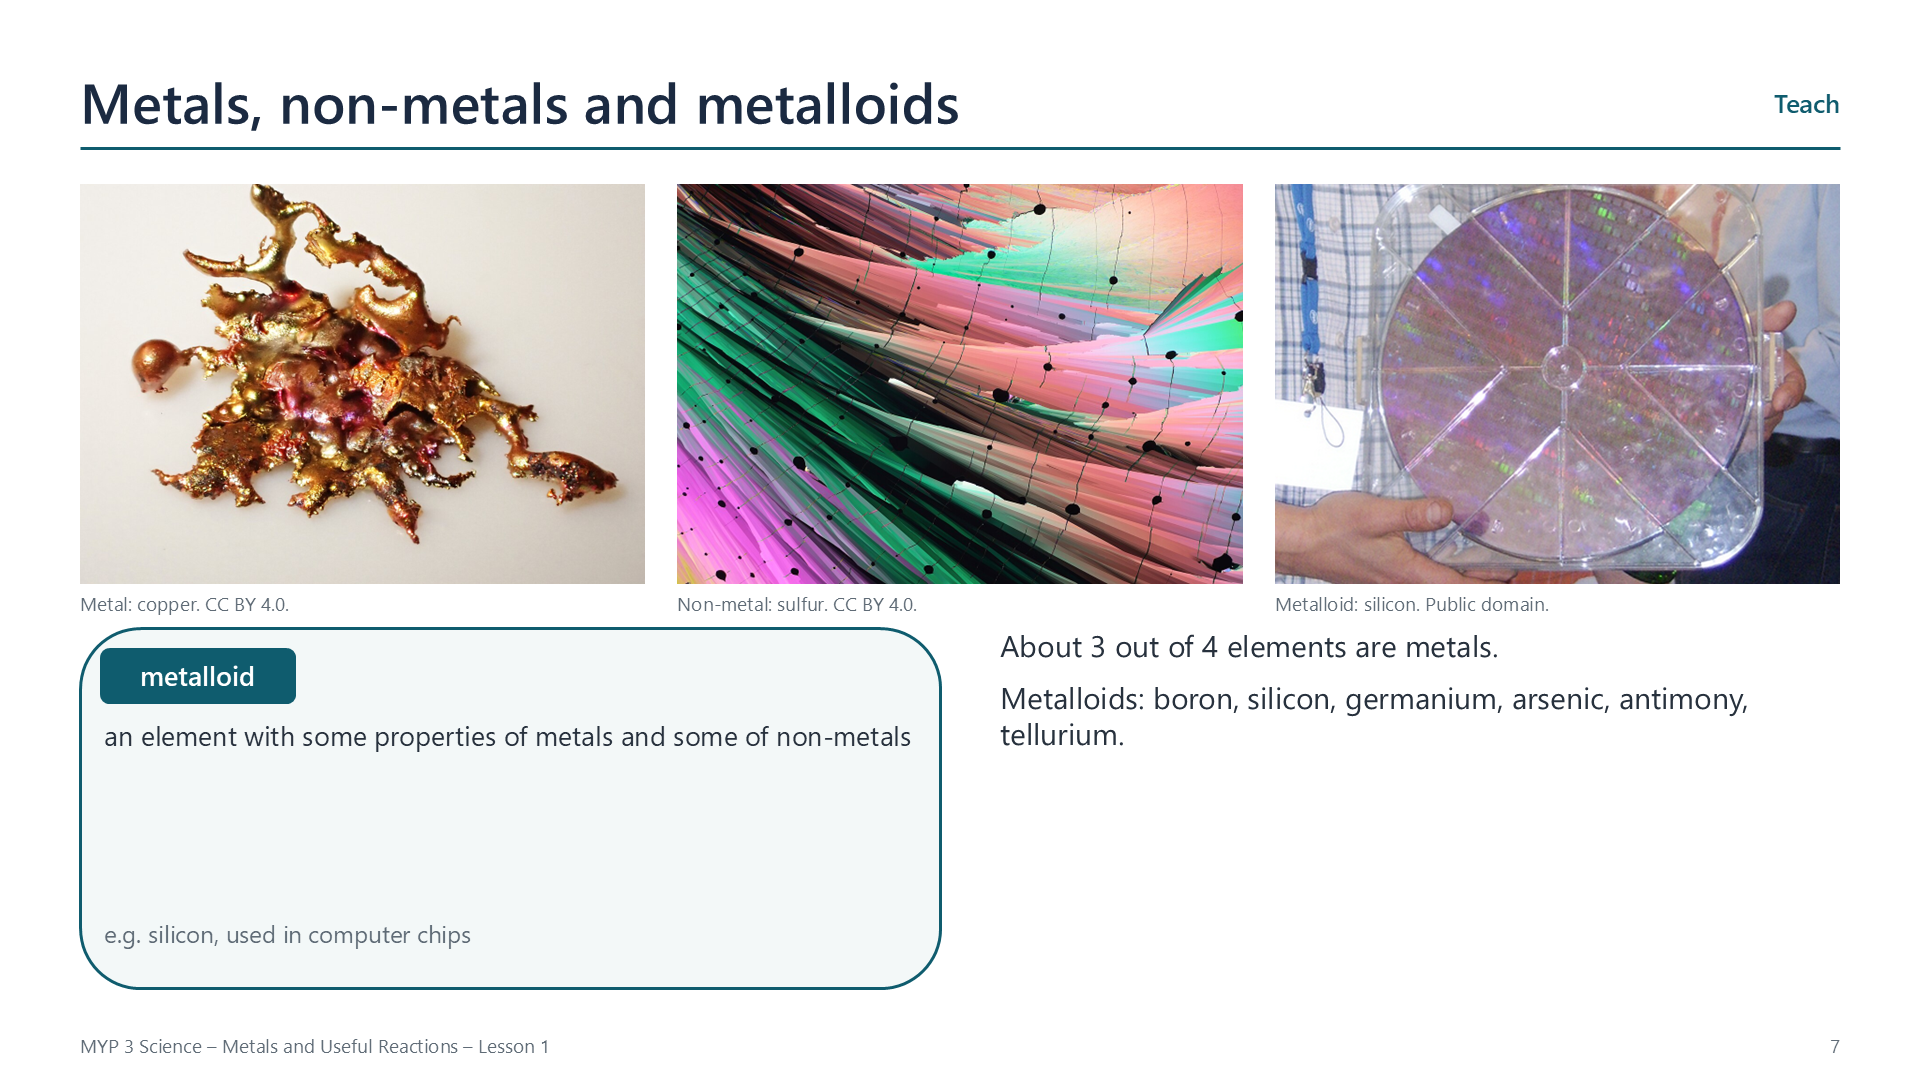 Metals, non-metals and metalloids
Teach
Metal: copper. CC BY 4.0.
Non-metal: sulfur. CC BY 4.0.
Metalloid: silicon. Public domain.
metalloid
an element with some properties of metals and some of non-metals
e.g. silicon, used in computer chips
About 3 out of 4 elements are metals.
Metalloids: boron, silicon, germanium, arsenic, antimony,
tellurium.
MYP 3 Science – Metals and Useful Reactions – Lesson 1
7